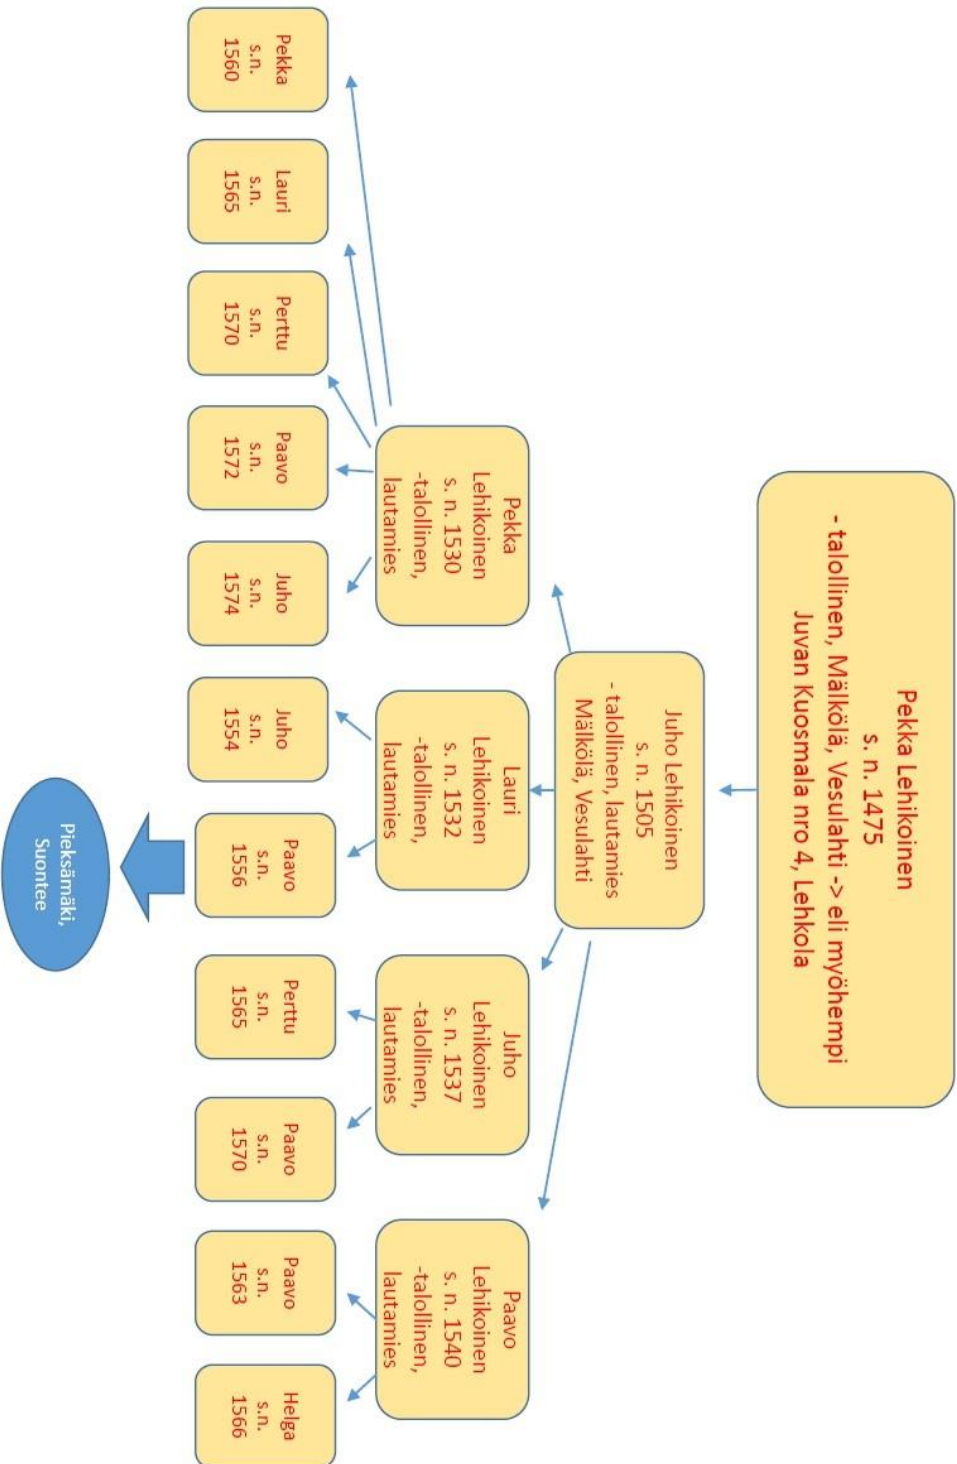 Pekka Lehikoinen
s. n. 1475
- talollinen, Mälkölä, Vesulahti -> eli myöhempi
Juvan Kuosmala nro 4, Lehkola
Juho Lehikoinen
s. n. 1505
- talollinen, lautamies
Mälkölä, Vesulahti
Pekka
Lehikoinen
s. n. 1530
-talollinen,
lautamies
Lauri
Lehikoinen
s. n. 1532
-talollinen,
lautamies
Juho
Lehikoinen
s. n. 1537
-talollinen,
lautamies
Paavo
Lehikoinen
s. n. 1540
-talollinen,
lautamies
Pekka
s.n.
1560
Lauri
s.n.
1565
Perttu
s.n.
1570
Paavo
s.n.
1572
Juho
s.n.
1574
Juho
s.n.
1554
Paavo
s.n.
1556
Perttu
s.n.
1565
Paavo
s.n.
1570
Paavo
s.n.
1563
Helga
s.n.
1566
Pieksämäki,
Suontee